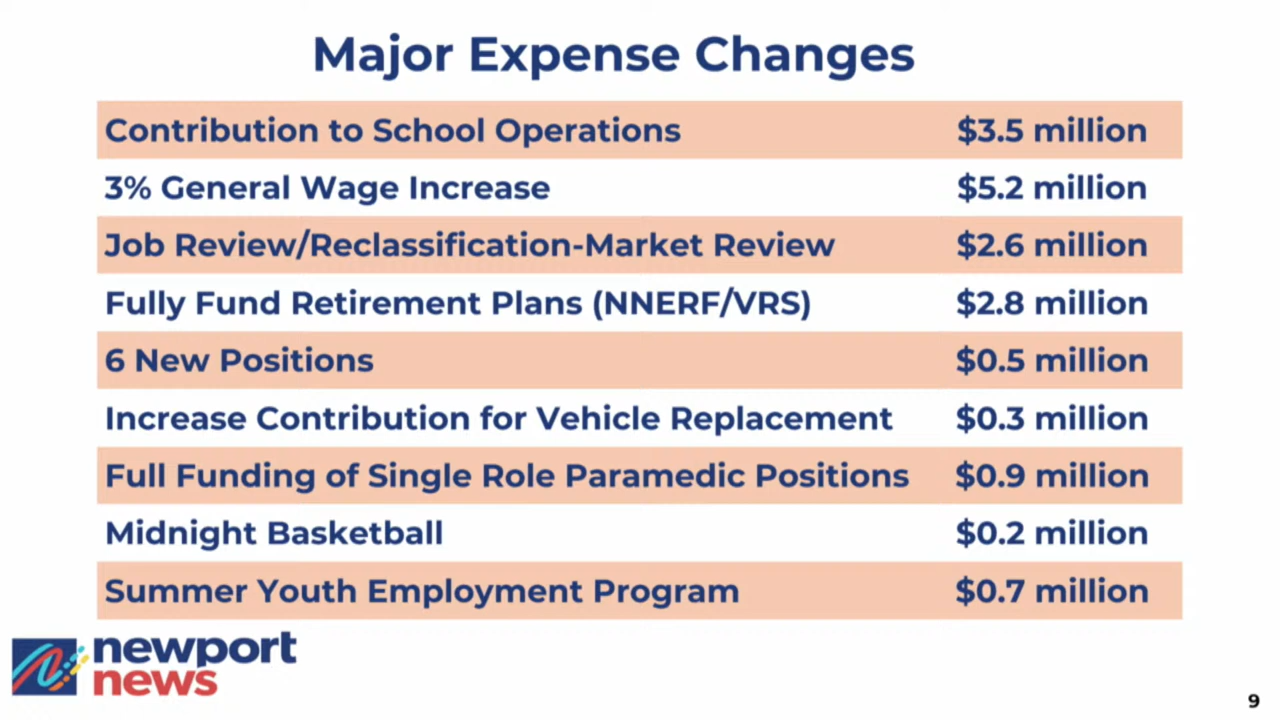 Major Expense Changes
Contribution to School Operations $3.5 million
3% General Wage Increase $5.2 million
Job Review/Reclassification-Market Review $2.6 million
Fully Fund Retirement Plans (NNERF/VRS) $2.8 million
6 New Positions $0.5 million
Increase Contribution for Vehicle Replacement $0.3 million
Full Funding of Single Role Paramedic Positions $0.9 million
Midnight Basketball $0.2 million
Summer Youth Employment Program $0.7 million
newport
news
9